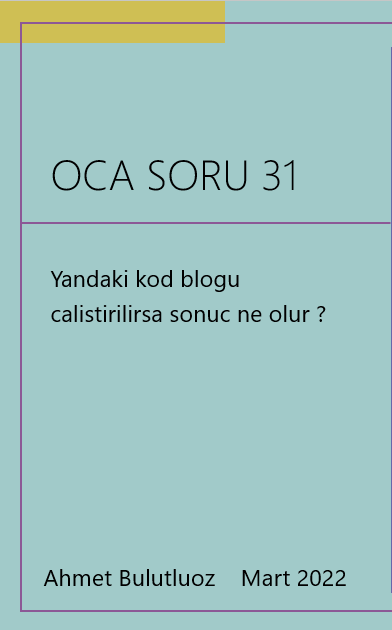 OCA SORU 31
Yandaki kod blogu
calistirilirsa sonuc ne olur ?
Ahmet Bulutluoz Mart 2022